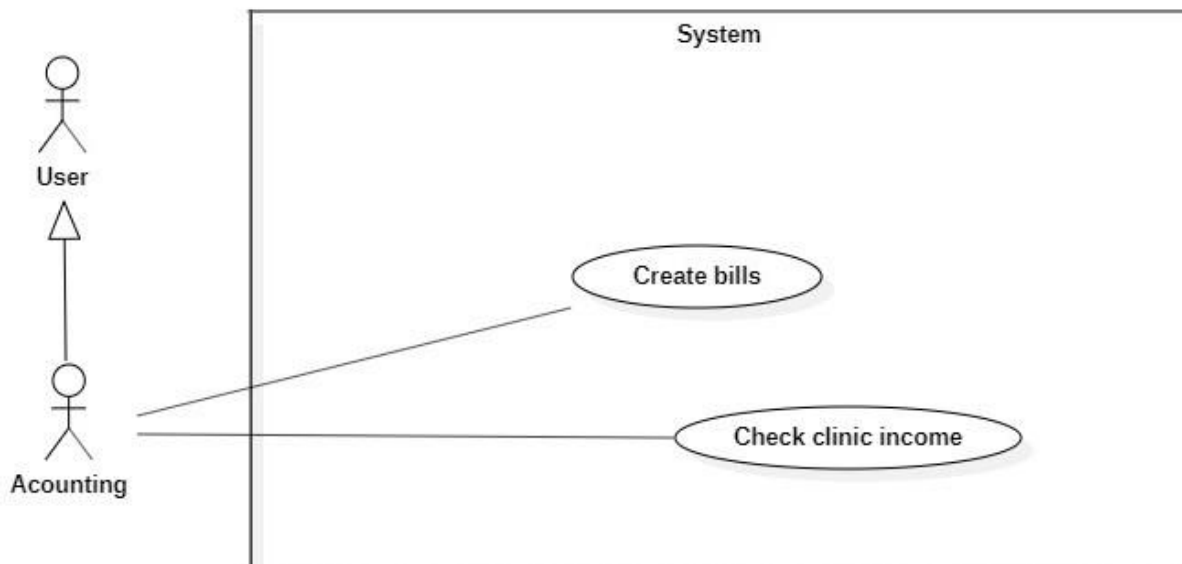 System
User
Create bills
Check clinic income
Acounting